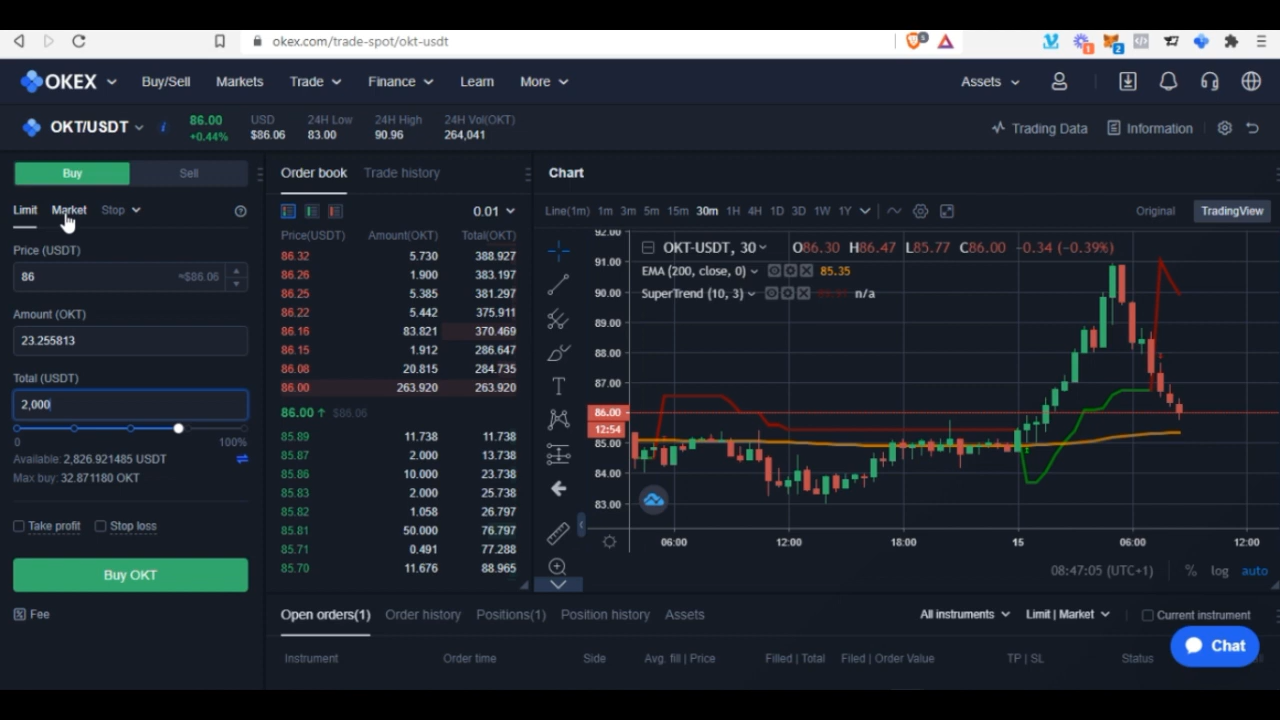 okex.com/trade-spot/okt-usdt
OKEX Buy/Sell Markets Trade Finance Learn More Assets
OKT/USDT 86.00 +0.44% USD $86.06 24H Low 83.00 24H High 90.96 24H Vol(OKT) 264,041 Trading Data Information
Buy Sell
Limit Market Stop
Price (USDT)
86 ≈$86.06
Amount (OKT)
23.255813
Total (USDT)
2,000
0 100%
Available: 2,826.921485 USDT
Max buy: 32.871180 OKT
Take profit Stop loss
Buy OKT
Fee
Order book Trade history
0.01
Price(USDT) Amount(OKT) Total(OKT)
86.32 5.730 388.927
86.26 1.900 383.197
86.25 5.385 381.297
86.22 5.442 375.911
86.16 83.821 370.469
86.15 1.912 286.647
86.08 20.815 284.735
86.00 263.920 263.920
86.00↑ $86.06
85.89 11.738 11.738
85.87 2.000 13.738
85.86 10.000 23.738
85.83 2.000 25.738
85.82 1.058 26.797
85.81 50.000 76.797
85.71 0.491 77.288
85.70 11.676 88.965
Chart
Line(1m) 1m 3m 5m 15m 30m 1H 4H 1D 3D 1W 1Y Original TradingView
OKT-USDT, 30 O86.30 H86.47 L85.77 C86.00 -0.34 (-0.39%)
EMA (200, close, 0) 85.35
SuperTrend (10, 3) n/a
92.00
91.00
90.00
89.00
88.00
87.00
86.00
12:54
85.00
84.00
83.00
06:00 12:00 18:00 15 06:00 12:00
08:47:05 (UTC+1) % log auto
Open orders(1) Order history Positions(1) Position history Assets All instruments Limit | Market Current instrument
Instrument Order time Side Avg. fill | Price Filled | Total Filed | Order Value TP | SL Status
Chat